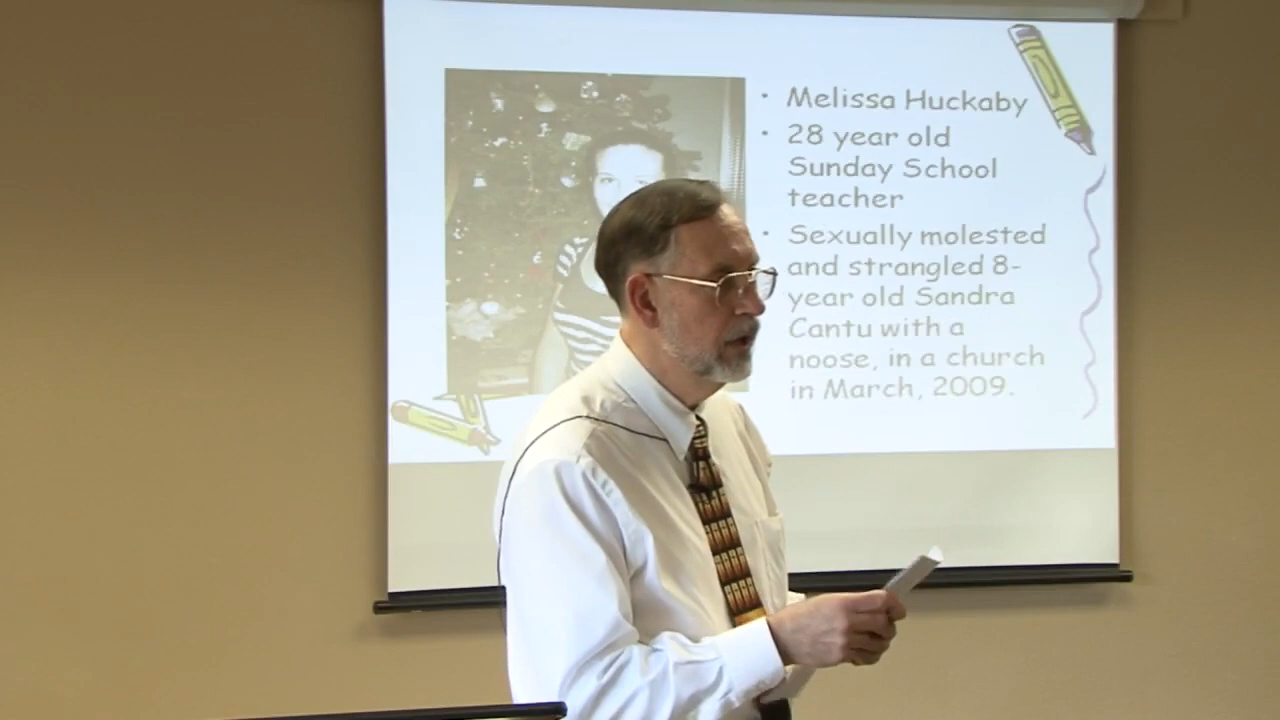 • Melissa Huckaby
• 28 year old
Sunday School
teacher
• Sexually molested
and strangled 8-
year old Sandra
Cantu with a
noose, in a church
in March, 2009.